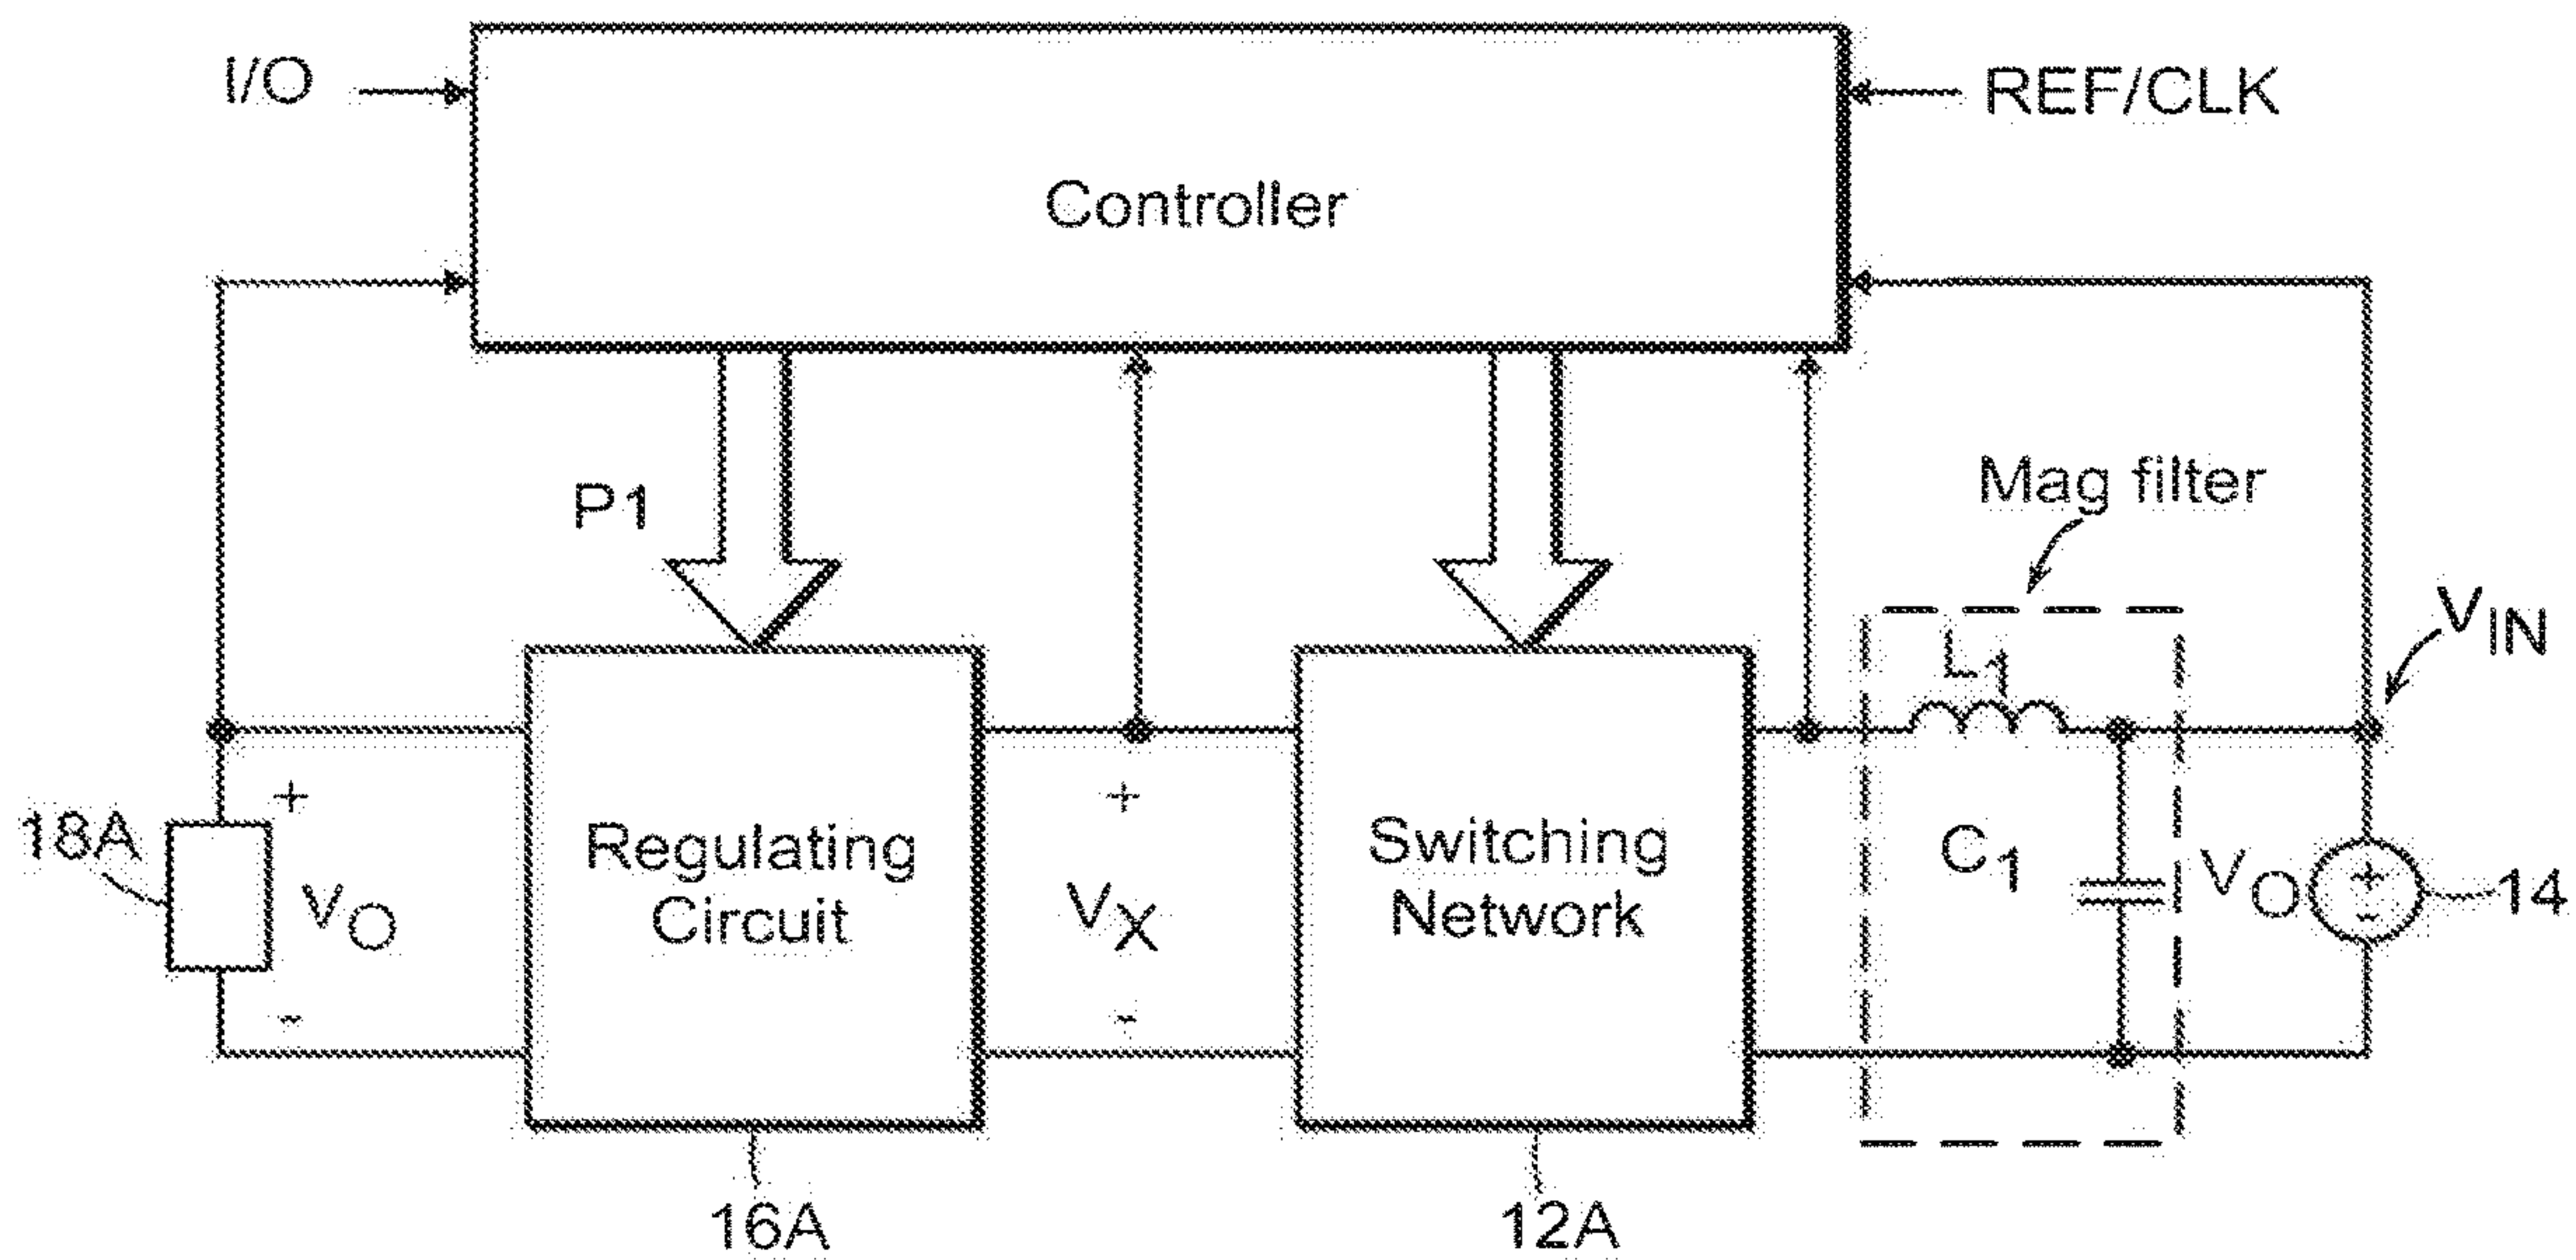 I/O
REF/CLK
Controller
P1
Mag filter
VIN
L1
+
+
18A
VO
Regulating
Circuit
VX
Switching
Network
C1
VO
+
-
14
-
-
16A
12A